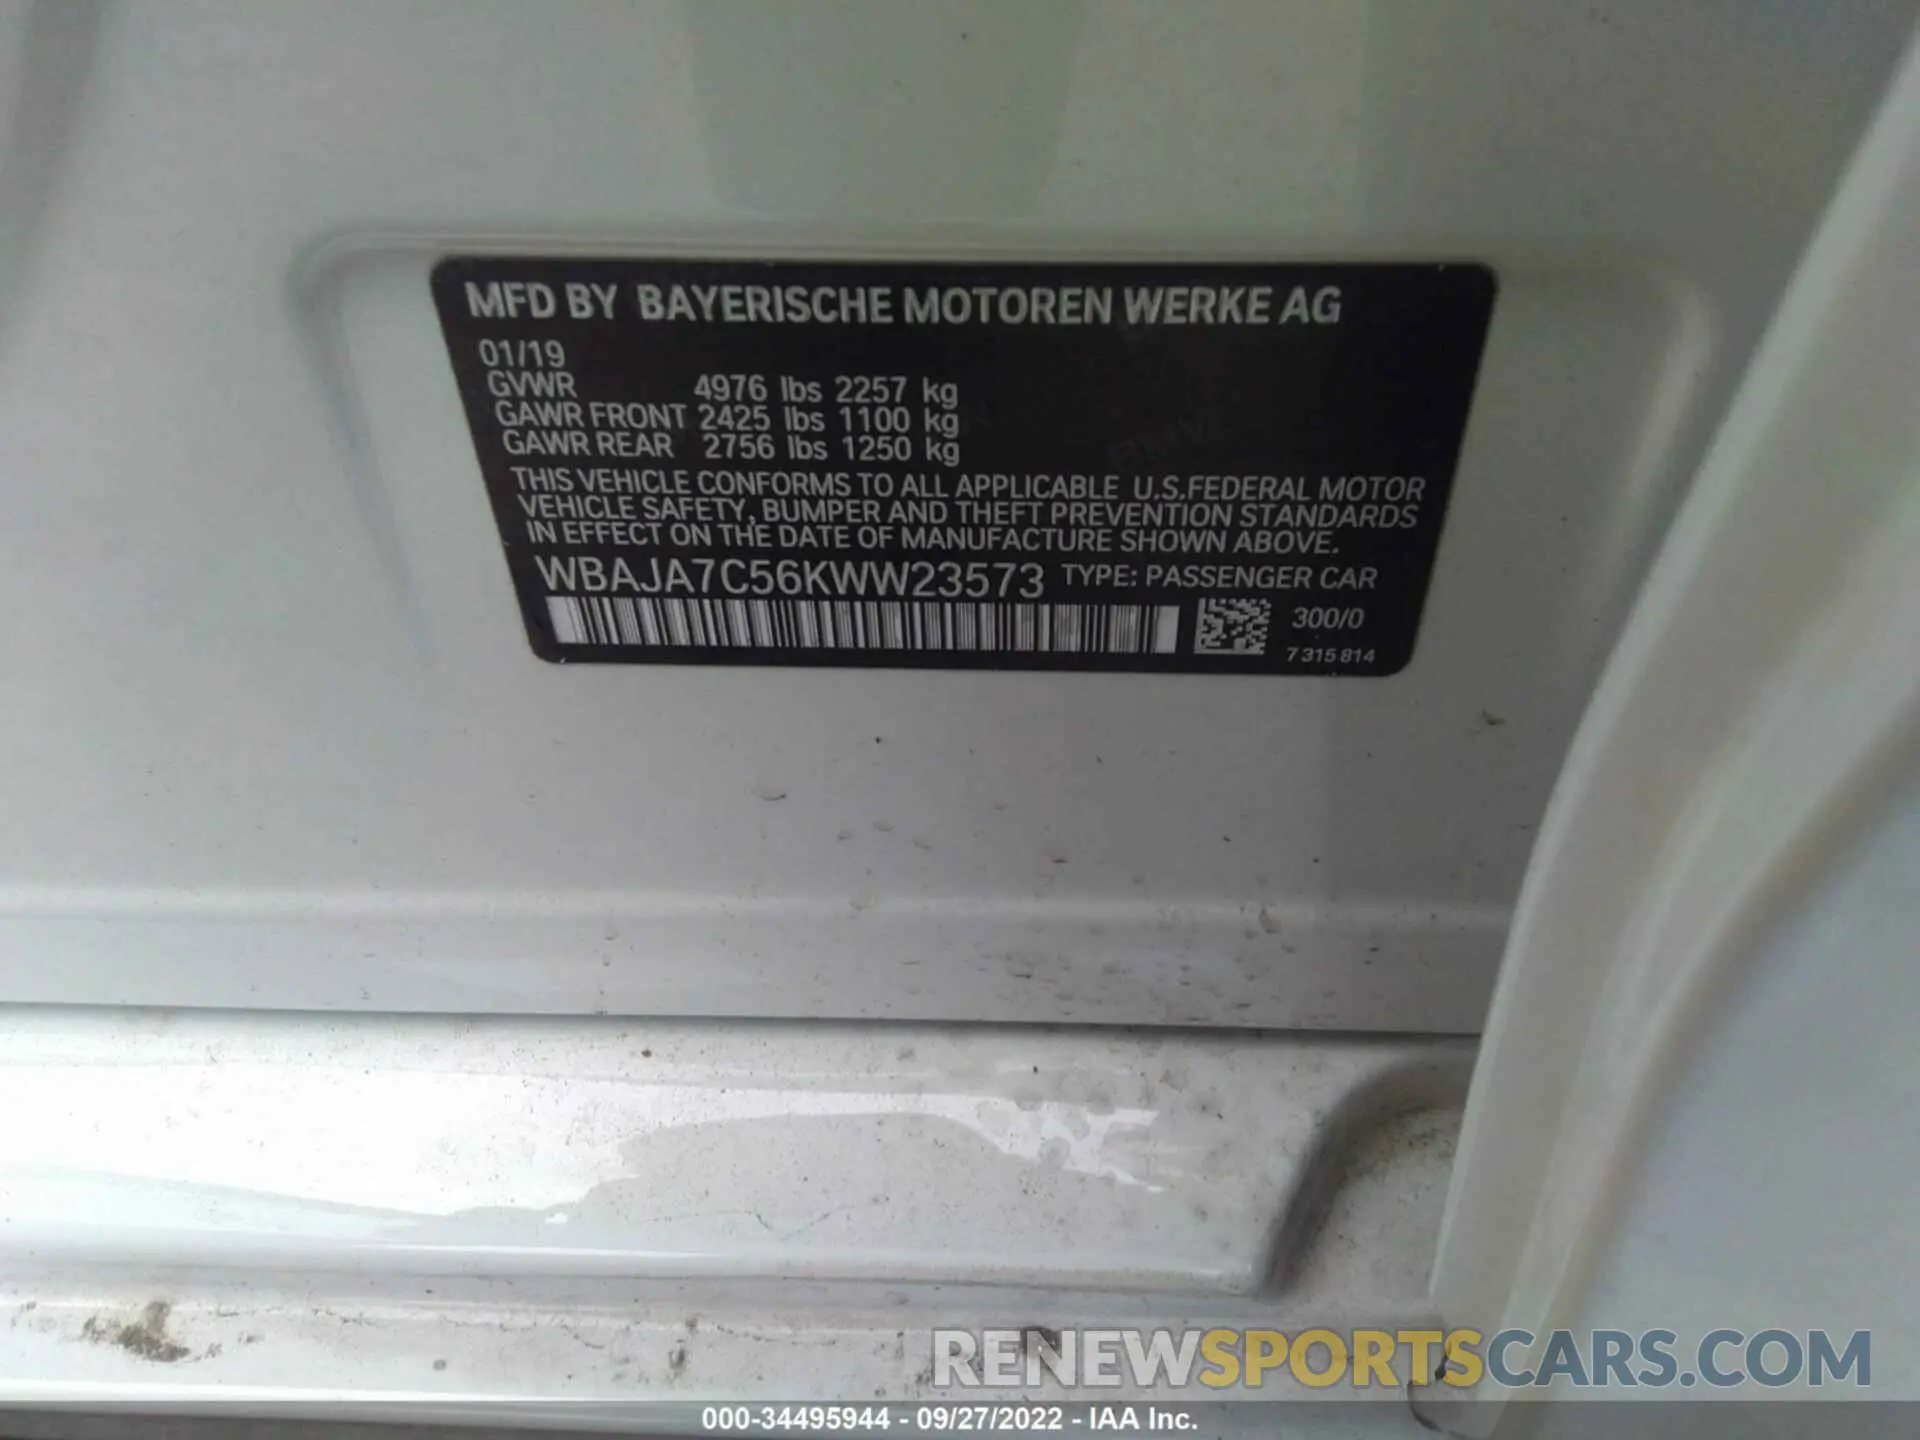 MFD BY BAYERISCHE MOTOREN WERKE AG
01/19
GVWR 4976 lbs 2257 kg
GAWR FRONT 2425 lbs 1100 kg
GAWR REAR 2756 lbs 1250 kg
THIS VEHICLE CONFORMS TO ALL APPLICABLE U.S.FEDERAL MOTOR
VEHICLE SAFETY, BUMPER AND THEFT PREVENTION STANDARDS
IN EFFECT ON THE DATE OF MANUFACTURE SHOWN ABOVE.
WBAJA7C56KWW23573 TYPE: PASSENGER CAR
300/0
7 315 814
RENEWSPORTSCARS.COM
000-34495944 - 09/27/2022 - IAA Inc.